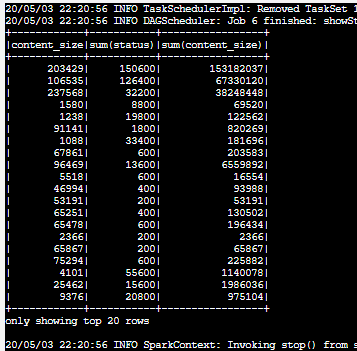 20/05/03 22:20:56 INFO TaskSchedulerImpl: Removed TaskSet
20/05/03 22:20:56 INFO DAGScheduler: Job 6 finished: showSt
+------------+-----------+-----------------+
|content_size|sum(status)|sum(content_size)|
+------------+-----------+-----------------+
| 203429| 150600| 153182037|
| 106535| 126400| 67330120|
| 237568| 32200| 38248448|
| 1580| 8800| 69520|
| 1238| 19800| 122562|
| 91141| 1800| 820269|
| 1088| 33400| 181696|
| 67861| 600| 203583|
| 96469| 13600| 6559892|
| 5518| 600| 16554|
| 46994| 400| 93988|
| 53191| 200| 53191|
| 65251| 400| 130502|
| 65478| 600| 196434|
| 2366| 200| 2366|
| 65867| 200| 65867|
| 75294| 600| 225882|
| 4101| 55600| 1140078|
| 25462| 15600| 1986036|
| 9376| 20800| 975104|
+------------+-----------+-----------------+
only showing top 20 rows
20/05/03 22:20:56 INFO SparkContext: Invoking stop() from s